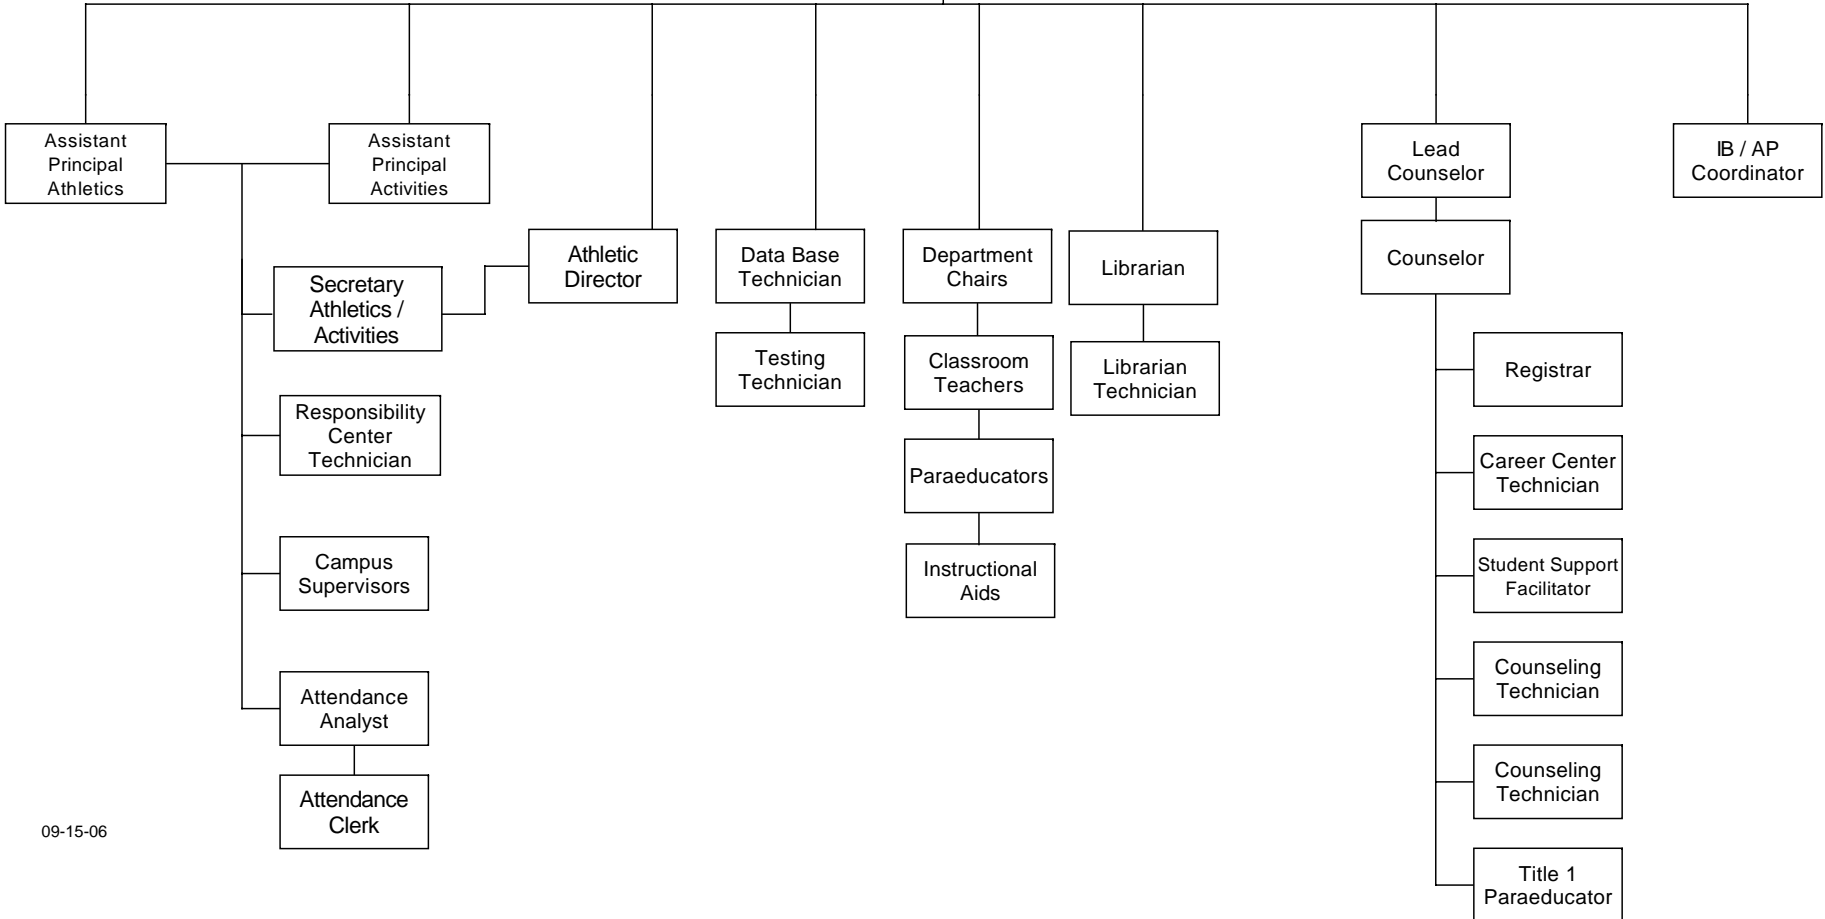 Assistant
Principal
Athletics
Assistant
Principal
Activities
Lead
Counselor
IB / AP
Coordinator
Athletic
Director
Data Base
Technician
Department
Chairs
Librarian
Counselor
Secretary
Athletics /
Activities
Testing
Technician
Classroom
Teachers
Librarian
Technician
Registrar
Responsibility
Center
Technician
Paraeducators
Career Center
Technician
Campus
Supervisors
Instructional
Aids
Student Support
Facilitator
Attendance
Analyst
Counseling
Technician
Attendance
Clerk
Counseling
Technician
09-15-06
Title 1
Paraeducator